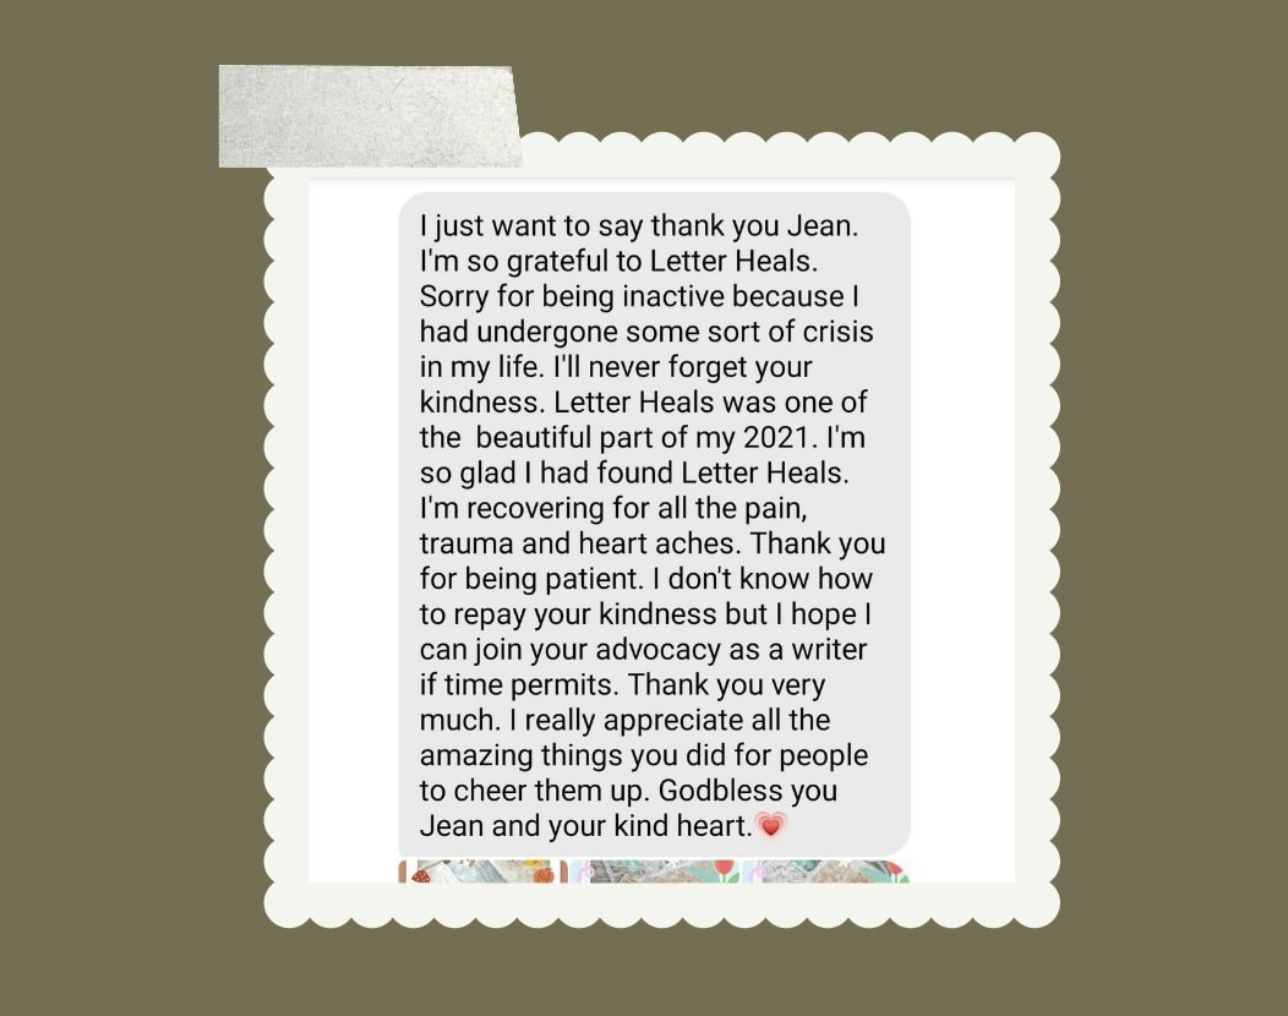 I just want to say thank you Jean.
I'm so grateful to Letter Heals.
Sorry for being inactive because I
had undergone some sort of crisis
in my life. I'll never forget your
kindness. Letter Heals was one of
the  beautiful part of my 2021. I'm
so glad I had found Letter Heals.
I'm recovering for all the pain,
trauma and heart aches. Thank you
for being patient. I don't know how
to repay your kindness but I hope I
can join your advocacy as a writer
if time permits. Thank you very
much. I really appreciate all the
amazing things you did for people
to cheer them up. Godbless you
Jean and your kind heart.💗